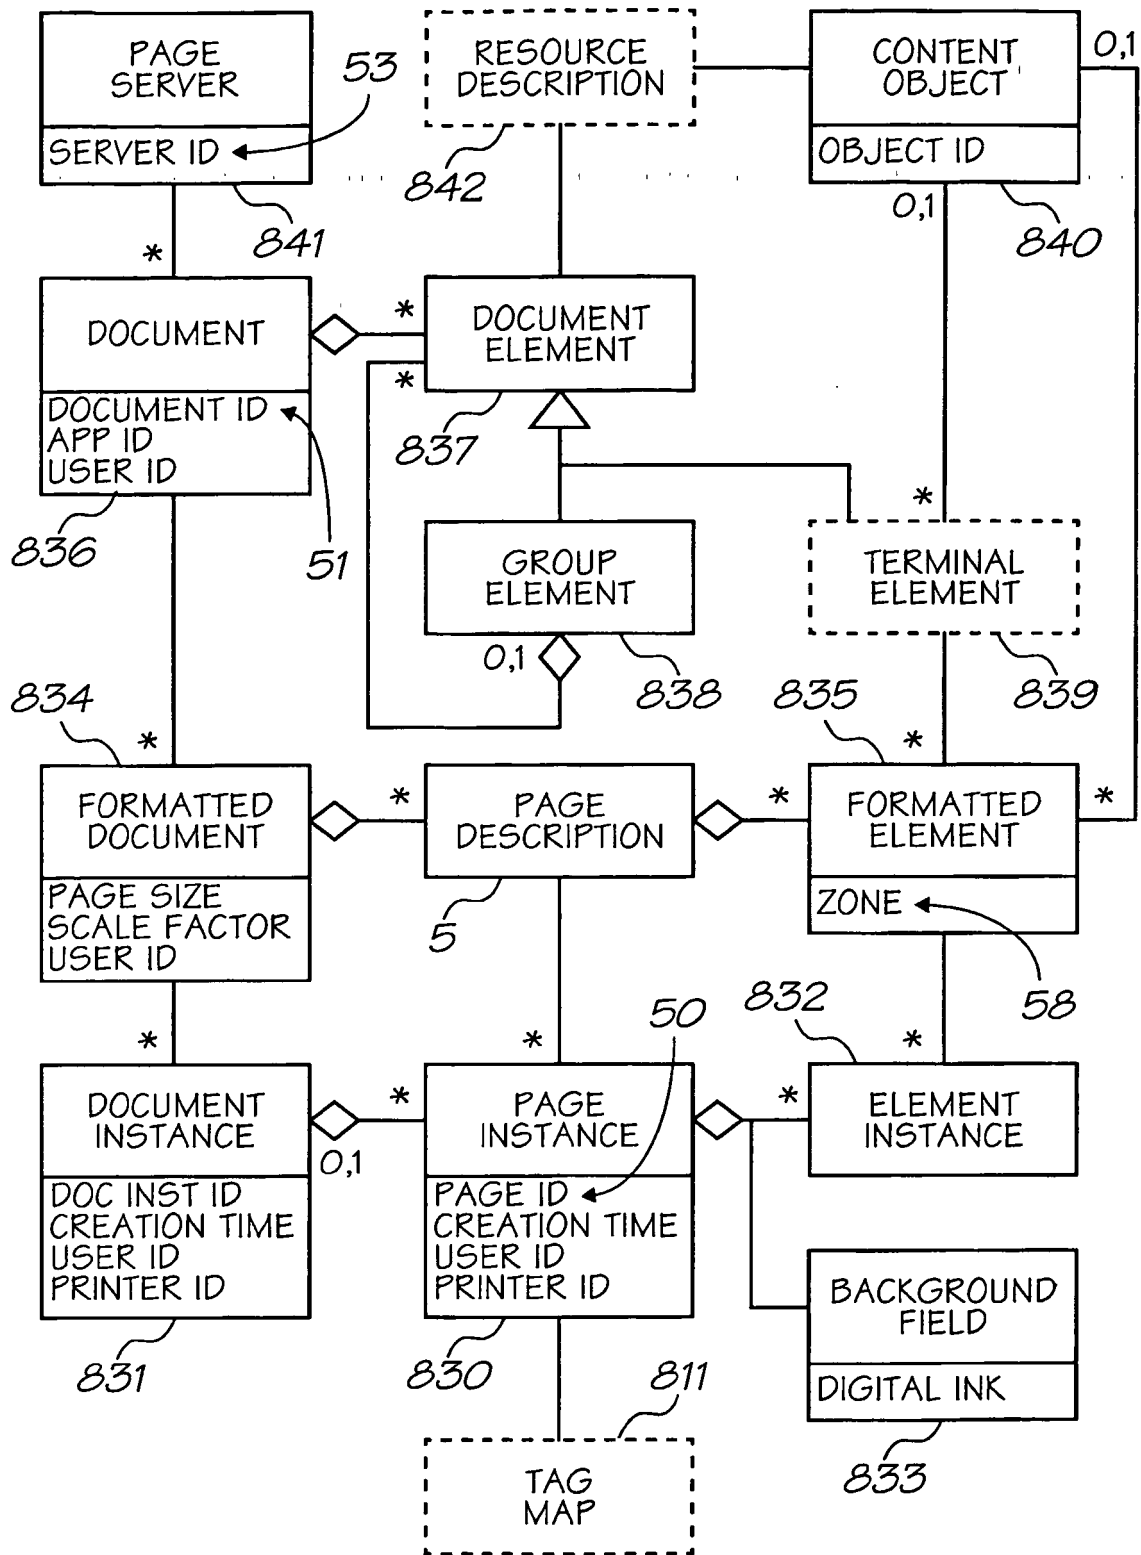 PAGE
SERVER
SERVER ID
53
841
*
RESOURCE
DESCRIPTION
842
CONTENT
OBJECT
OBJECT ID
0,1
0,1
840
DOCUMENT
DOCUMENT ID
APP ID
USER ID
836
51
*
*
DOCUMENT
ELEMENT
837
GROUP
ELEMENT
0,1
838
*
TERMINAL
ELEMENT
839
834
*
FORMATTED
DOCUMENT
PAGE SIZE
SCALE FACTOR
USER ID
*
PAGE
DESCRIPTION
5
835
*
*
*
FORMATTED
ELEMENT
ZONE
58
*
DOCUMENT
INSTANCE
DOC INST ID
CREATION TIME
USER ID
PRINTER ID
831
0,1
*
*
50
PAGE
INSTANCE
PAGE ID
CREATION TIME
USER ID
PRINTER ID
830
832
*
*
ELEMENT
INSTANCE
BACKGROUND
FIELD
DIGITAL INK
833
811
TAG
MAP